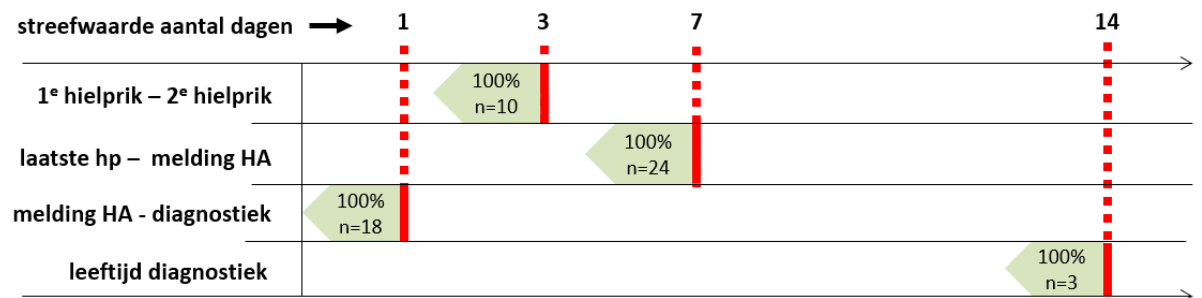 streefwaarde aantal dagen 1 3 7 14
1e hielprik – 2e hielprik 100%
n=10
laatste hp – melding HA 100%
n=24
melding HA - diagnostiek 100%
n=18
leeftijd diagnostiek 100%
n=3